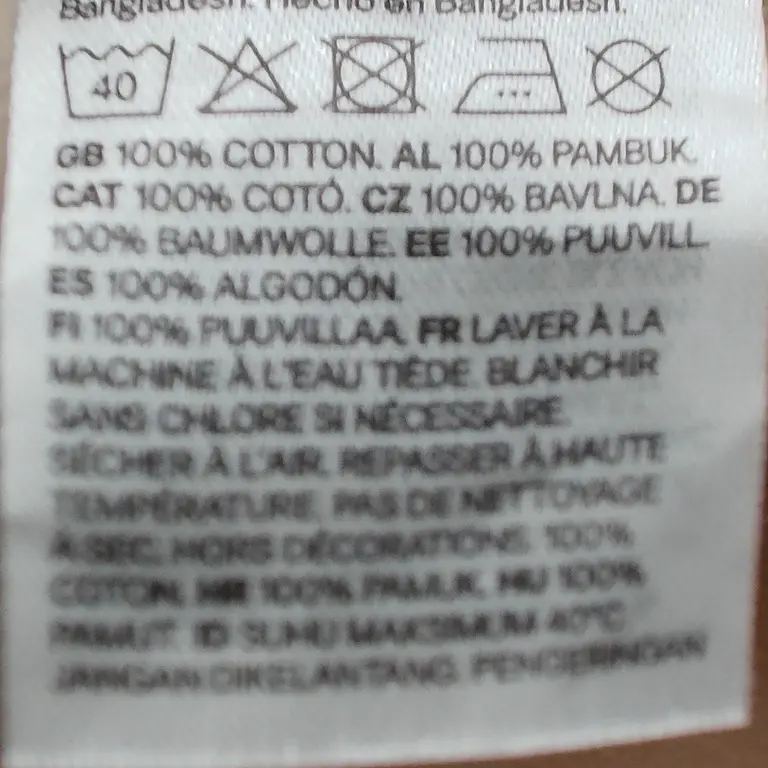 Bangladesh. Hecho en Bangladesh.
40
GB 100% COTTON. AL 100% PAMBUK.
CAT 100% COTÓ. CZ 100% BAVLNA. DE
100% BAUMWOLLE. EE 100% PUUVILL.
ES 100% ALGODÓN.
FI 100% PUUVILLAA. FR LAVER À LA
MACHINE À L'EAU TIÈDE. BLANCHIR
SANS CHLORE SI NÉCESSAIRE.
SÉCHER À L'AIR. REPASSER À HAUTE
TEMPÉRATURE. PAS DE NETTOYAGE
À SEC. HORS DÉCORATIONS. 100%
COTON. HR 100% PAMUK. HU 100%
PAMUT. ID SUHU MAKSIMUM 40°C
JANGAN DIKELANTANG. PENGERINGAN